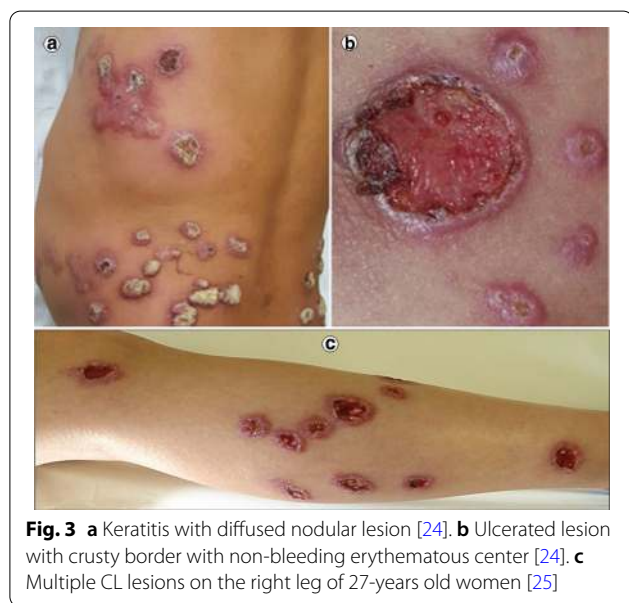 a
b
c
Fig. 3 a Keratitis with diffused nodular lesion [24]. b Ulcerated lesion
with crusty border with non-bleeding erythematous center [24]. c
Multiple CL lesions on the right leg of 27-years old women [25]